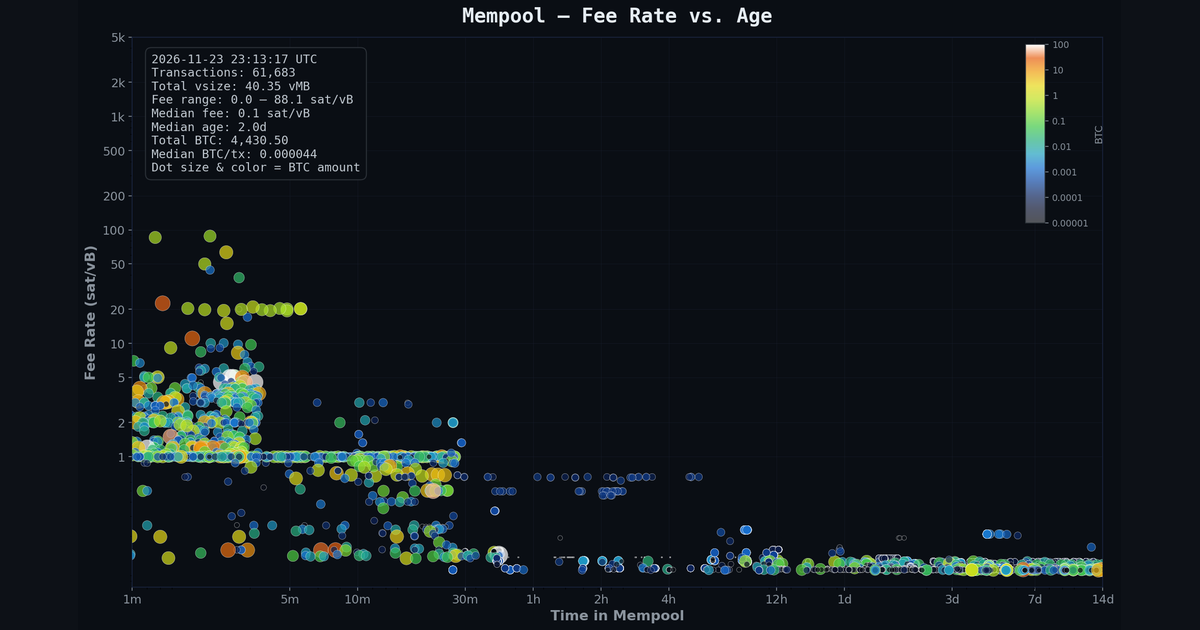 Mempool — Fee Rate vs. Age
2026-11-23 23:13:17 UTC
Transactions: 61,683
Total vsize: 40.35 vMB
Fee range: 0.0 – 88.1 sat/vB
Median fee: 0.1 sat/vB
Median age: 2.0d
Total BTC: 4,430.50
Median BTC/tx: 0.000044
Dot size & color = BTC amount
Fee Rate (sat/vB)
5k
2k
1k
500
200
100
50
20
10
5
2
1
100
10
1
0.1
0.01
0.001
0.0001
0.00001
BTC
1m 5m 10m 30m 1h 2h 4h 12h 1d 3d 7d 14d
Time in Mempool